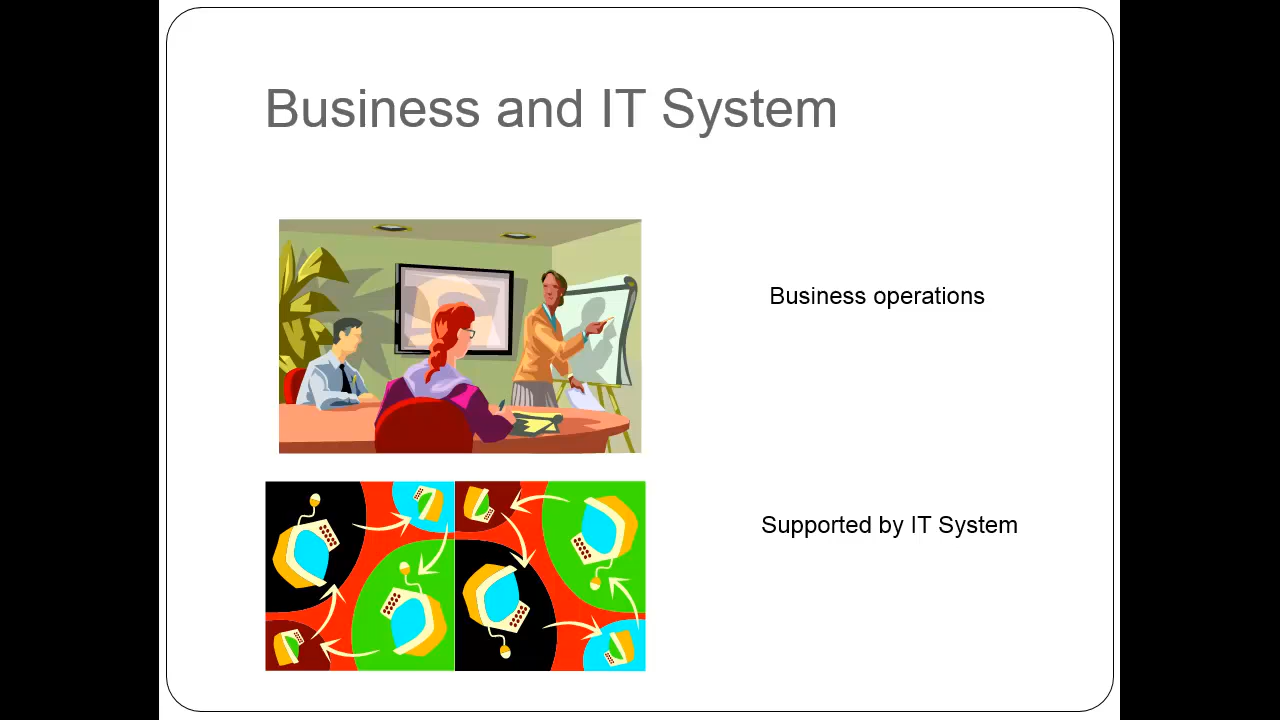 Business and IT System
Business operations
Supported by IT System